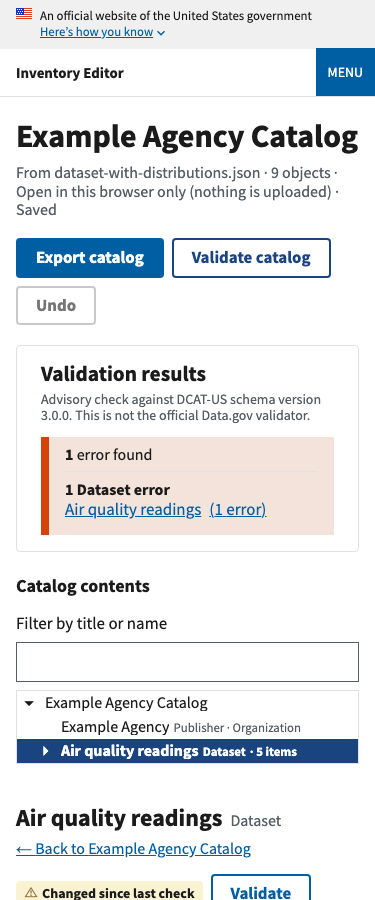 An official website of the United States government
Here's how you know
Inventory Editor
MENU
Example Agency Catalog
From dataset-with-distributions.json · 9 objects ·
Open in this browser only (nothing is uploaded) ·
Saved
Export catalog
Validate catalog
Undo
Validation results
Advisory check against DCAT-US schema version
3.0.0. This is not the official Data.gov validator.
1 error found
1 Dataset error
Air quality readings (1 error)
Catalog contents
Filter by title or name
Example Agency Catalog
Example Agency Publisher · Organization
Air quality readings Dataset · 5 items
Air quality readings Dataset
← Back to Example Agency Catalog
Changed since last check
Validate